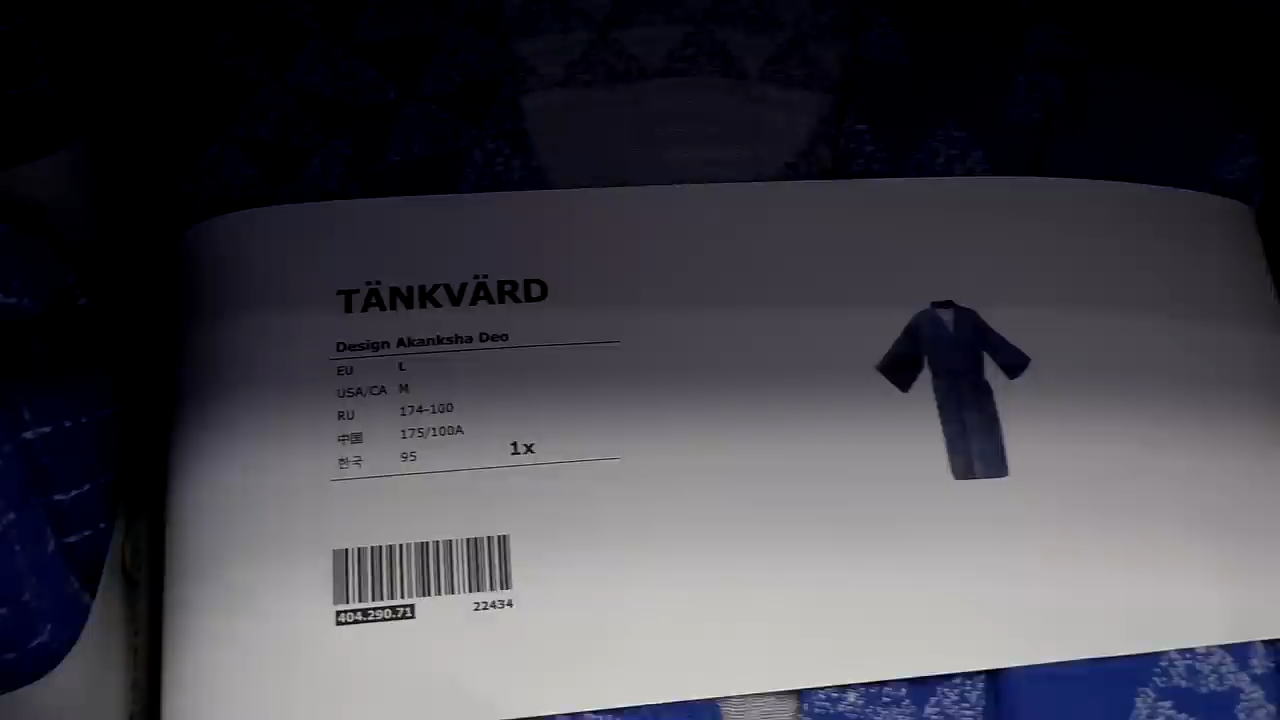 TÄNKVÄRD
Design Akanksha Deo
EU L
USA/CA M
RU 174-100
中国 175/100A
한국 95
1x
404.290.71 22434